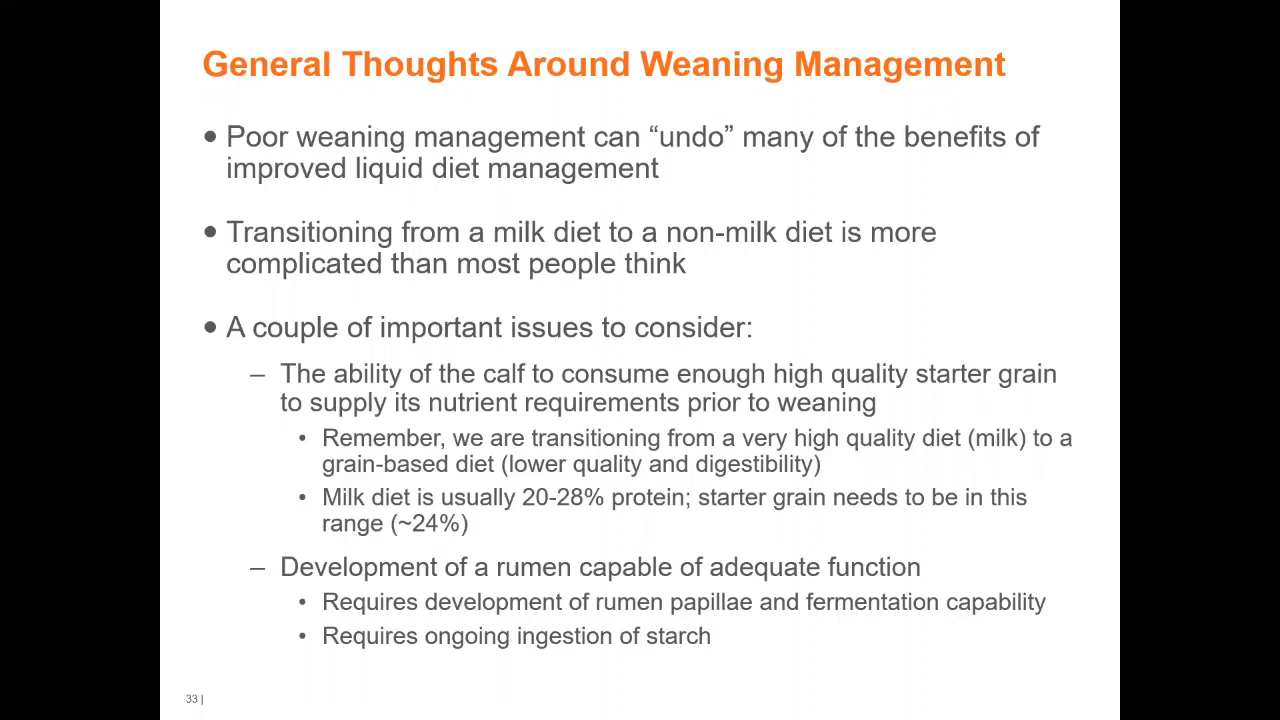 General Thoughts Around Weaning Management
• Poor weaning management can “undo” many of the benefits of
improved liquid diet management
• Transitioning from a milk diet to a non-milk diet is more
complicated than most people think
• A couple of important issues to consider:
– The ability of the calf to consume enough high quality starter grain
to supply its nutrient requirements prior to weaning
• Remember, we are transitioning from a very high quality diet (milk) to a
grain-based diet (lower quality and digestibility)
• Milk diet is usually 20-28% protein; starter grain needs to be in this
range (~24%)
– Development of a rumen capable of adequate function
• Requires development of rumen papillae and fermentation capability
• Requires ongoing ingestion of starch
33 |